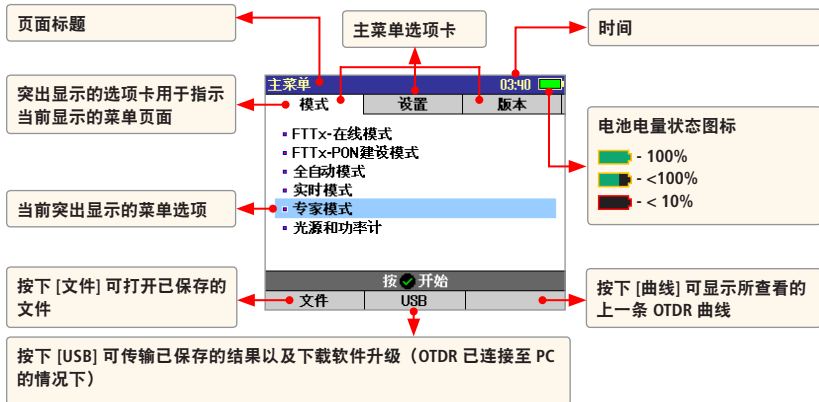 页面标题
主菜单选项卡
时间
突出显示的选项卡用于指示
当前显示的菜单页面
主菜单 03:40
模式 设置 版本
FTTx-在线模式
FTTx-PON建设模式
全自动模式
实时模式
专家模式
光源和功率计
按 开始
文件 USB
电池电量状态图标
- 100%
- <100%
- < 10%
当前突出显示的菜单选项
按下 [文件] 可打开已保存的
文件
按下 [曲线] 可显示所查看的
上一条 OTDR 曲线
按下 [USB] 可传输已保存的结果以及下载软件升级（OTDR 已连接至 PC
的情况下）